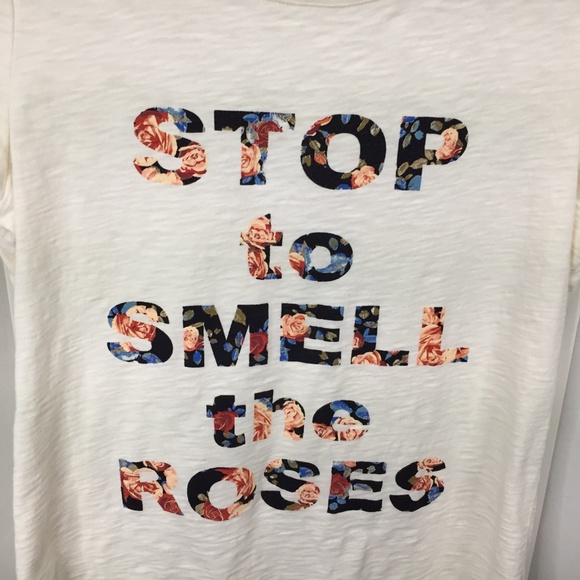 STOP
to
SMELL
the
ROSES